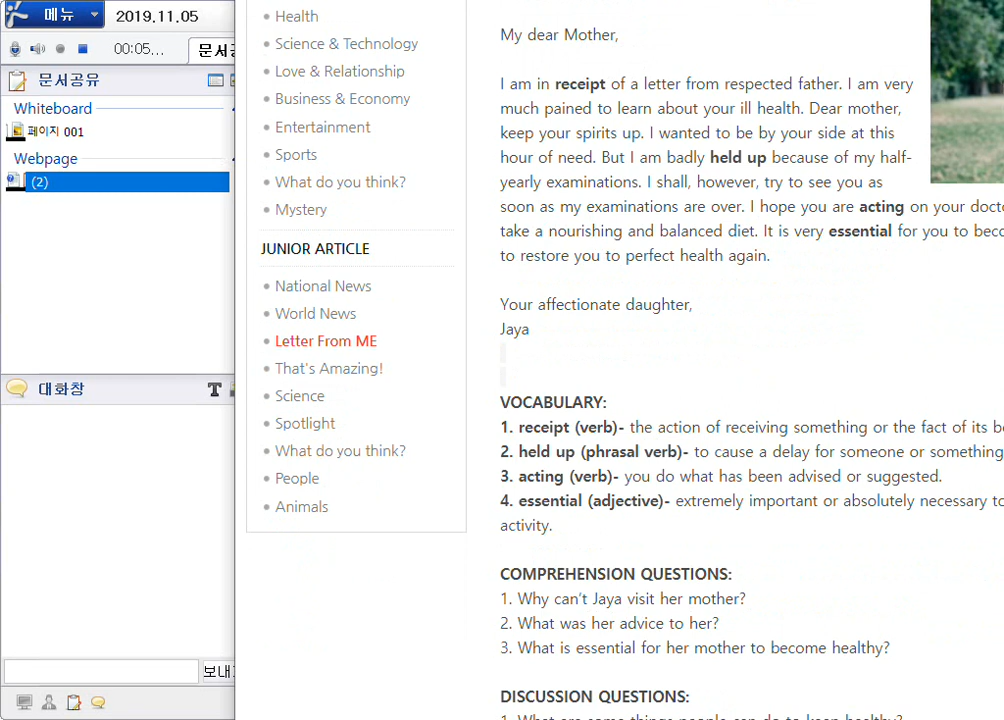 메뉴
2019.11.05
00:05...
문서공
문서공유
Whiteboard
페이지 001
Webpage
(2)
대화창
T
보내
Health
Science & Technology
Love & Relationship
Business & Economy
Entertainment
Sports
What do you think?
Mystery
JUNIOR ARTICLE
National News
World News
Letter From ME
That's Amazing!
Science
Spotlight
What do you think?
People
Animals
My dear Mother,
I am in receipt of a letter from respected father. I am very
much pained to learn about your ill health. Dear mother,
keep your spirits up. I wanted to be by your side at this
hour of need. But I am badly held up because of my half-
yearly examinations. I shall, however, try to see you as
soon as my examinations are over. I hope you are acting on your docto
take a nourishing and balanced diet. It is very essential for you to beco
to restore you to perfect health again.
Your affectionate daughter,
Jaya
VOCABULARY:
1. receipt (verb)- the action of receiving something or the fact of its be
2. held up (phrasal verb)- to cause a delay for someone or something
3. acting (verb)- you do what has been advised or suggested.
4. essential (adjective)- extremely important or absolutely necessary to
activity.
COMPREHENSION QUESTIONS:
1. Why can't Jaya visit her mother?
2. What was her advice to her?
3. What is essential for her mother to become healthy?
DISCUSSION QUESTIONS:
1. What are some things people can do to keep healthy?